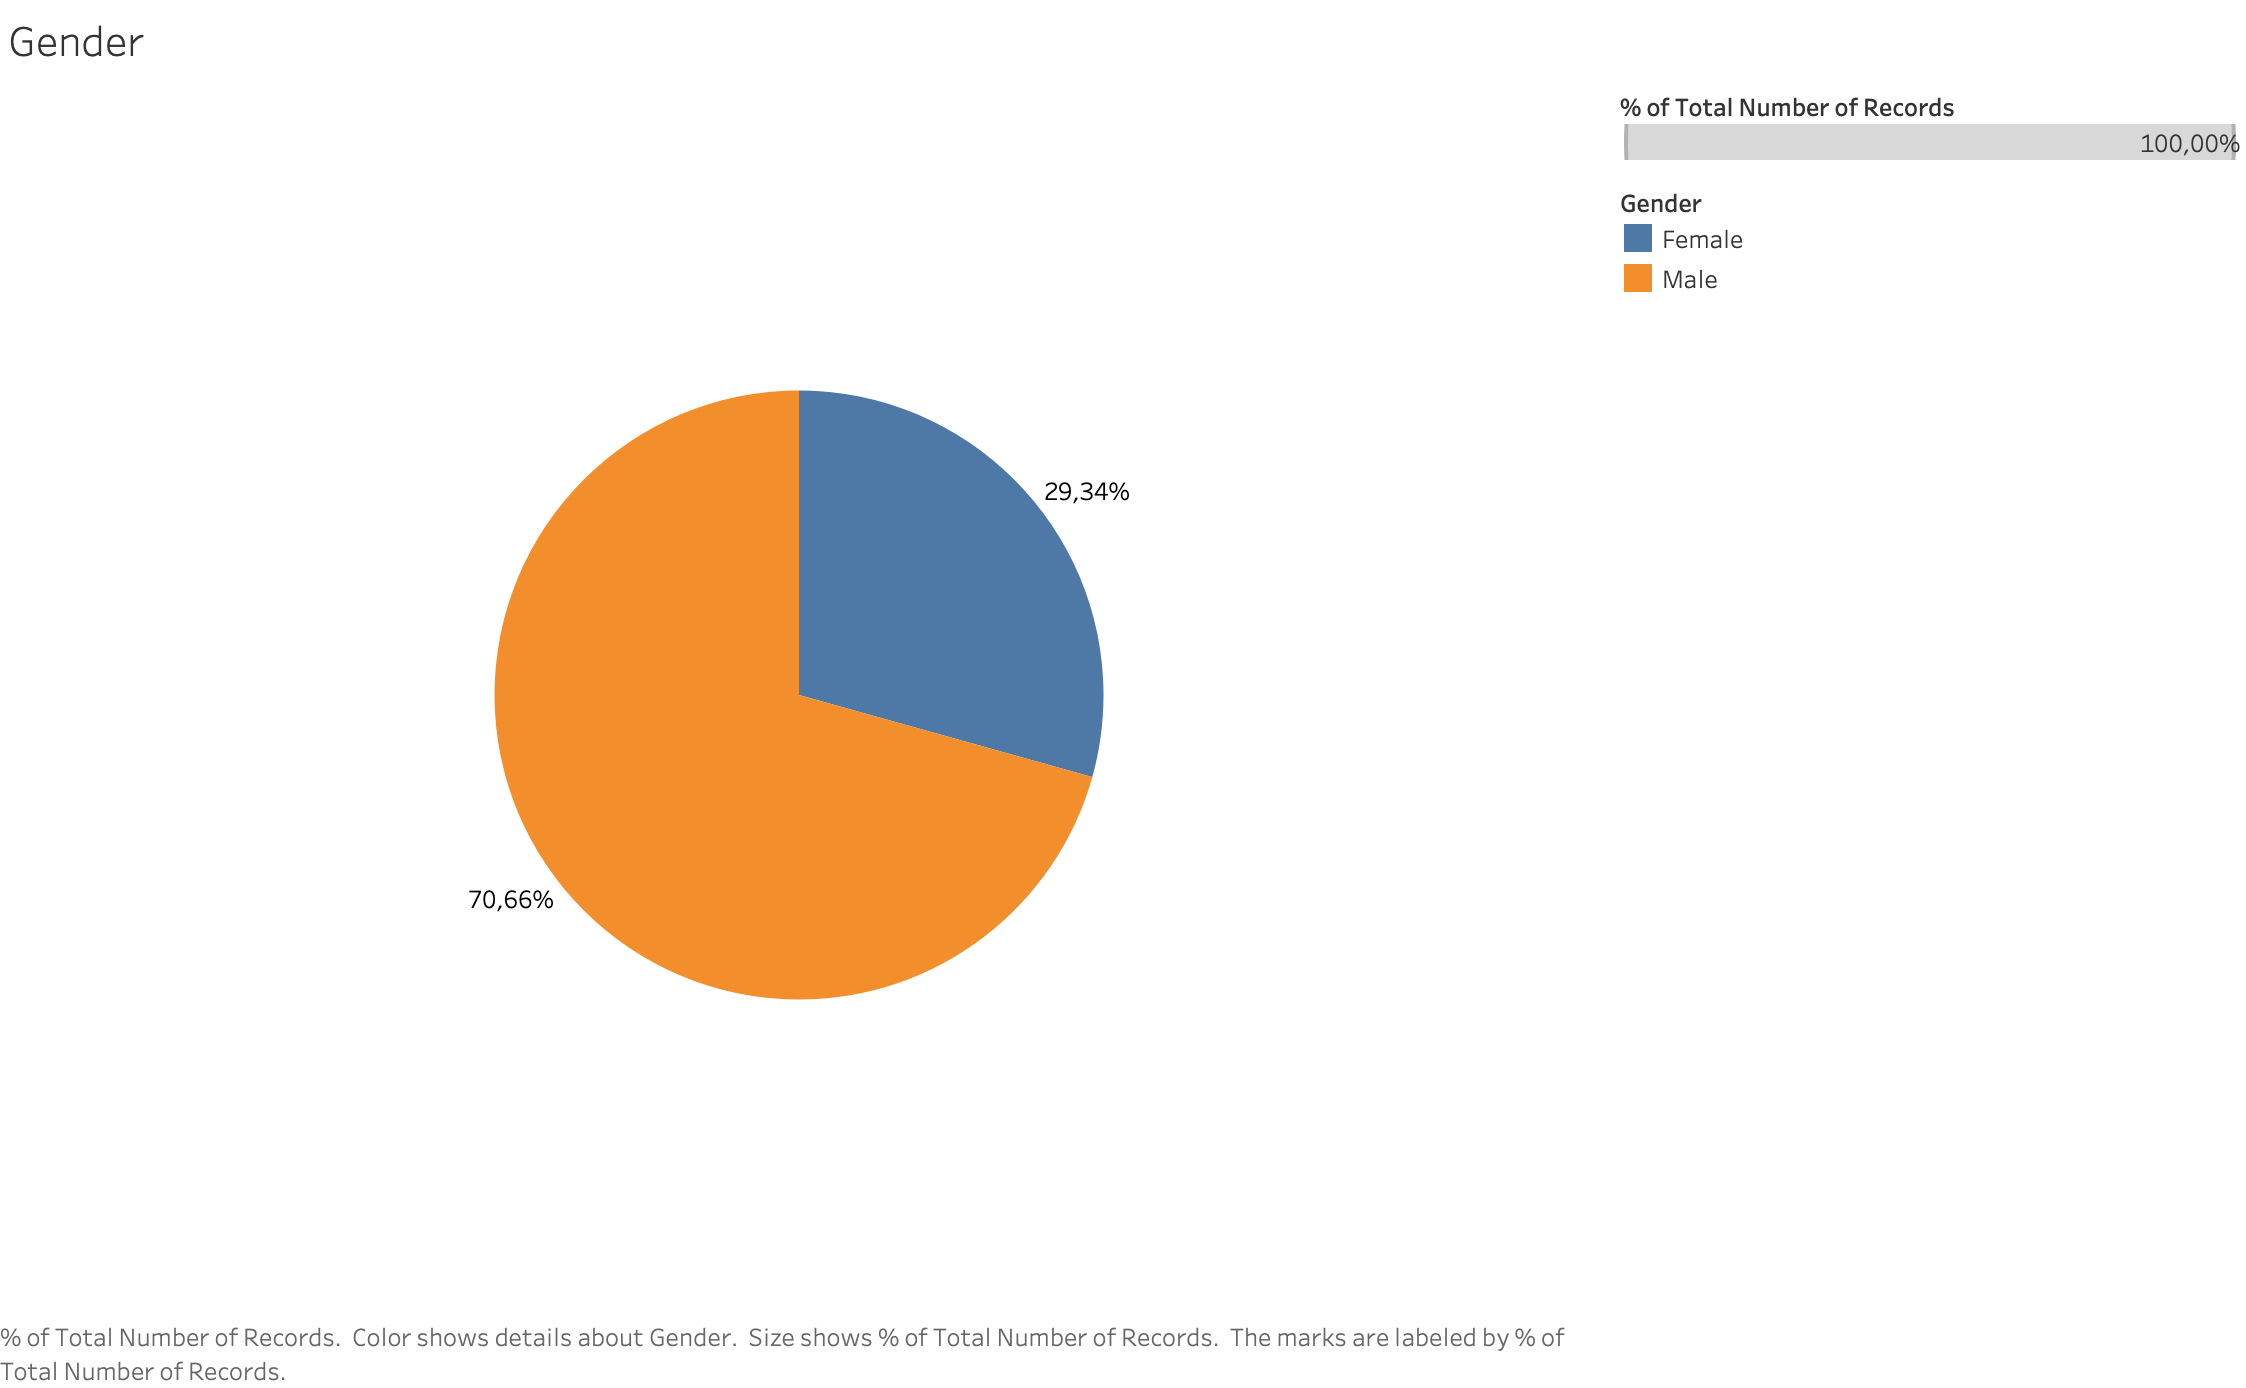 Gender
% of Total Number of Records
100,00%
Gender
Female
Male
29,34%
70,66%
% of Total Number of Records.  Color shows details about Gender.  Size shows % of Total Number of Records.  The marks are labeled by % of
Total Number of Records.